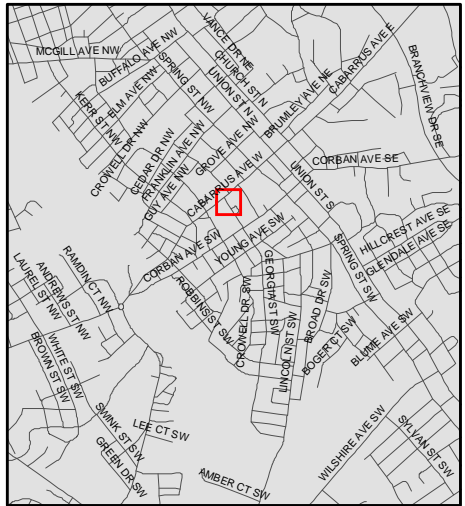 MCGILL AVE NW
BUFFALO AVE NW
VANCE DR NE
CHURCH ST N
UNION ST N
SPRING ST NW
ELM AVE NW
KERR ST NW
CROWELL DR NW
CEDAR DR NW
FRANKLIN AVE NW
GUY AVE NW
GROVE AVE NW
BRUMLEY AVE NE
CABARRUS AVE E
BRANCHVIEW DR SE
CABARRUS AVE W
CORBAN AVE SE
UNION ST S
CORBAN AVE SW
YOUNG AVE SW
SPRING ST SW
HILLCREST AVE SE
GLENDALE AVE SE
RAMDIN CT NW
ANDREWS ST NW
LAUREL ST NW
ROBBINS ST SW
CROWELL DR SW
GEORGIA ST SW
LINCOLN ST SW
BROAD DR SW
BOGER CT SW
BLUME AVE SW
WHITE ST SW
BROWN ST SW
SWINK ST SW
GREEN DR SW
LEE CT SW
AMBER CT SW
WILSHIRE AVE SW
SYLVAN ST SW